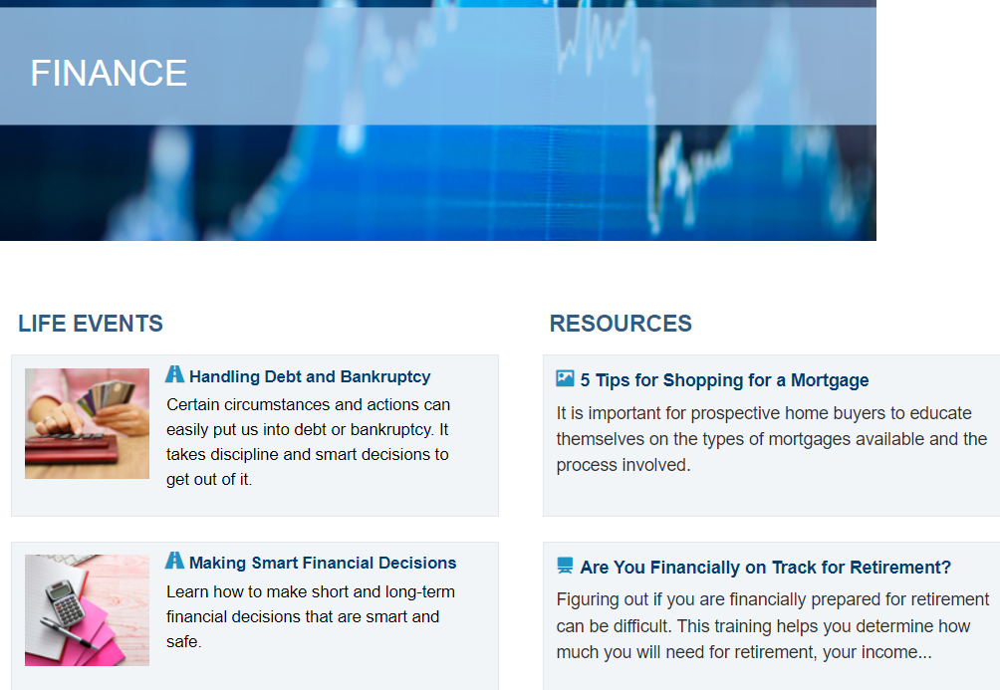 FINANCE
LIFE EVENTS
Handling Debt and Bankruptcy
Certain circumstances and actions can
easily put us into debt or bankruptcy. It
takes discipline and smart decisions to
get out of it.
Making Smart Financial Decisions
Learn how to make short and long-term
financial decisions that are smart and
safe.
RESOURCES
5 Tips for Shopping for a Mortgage
It is important for prospective home buyers to educate
themselves on the types of mortgages available and the
process involved.
Are You Financially on Track for Retirement?
Figuring out if you are financially prepared for retirement
can be difficult. This training helps you determine how
much you will need for retirement, your income...